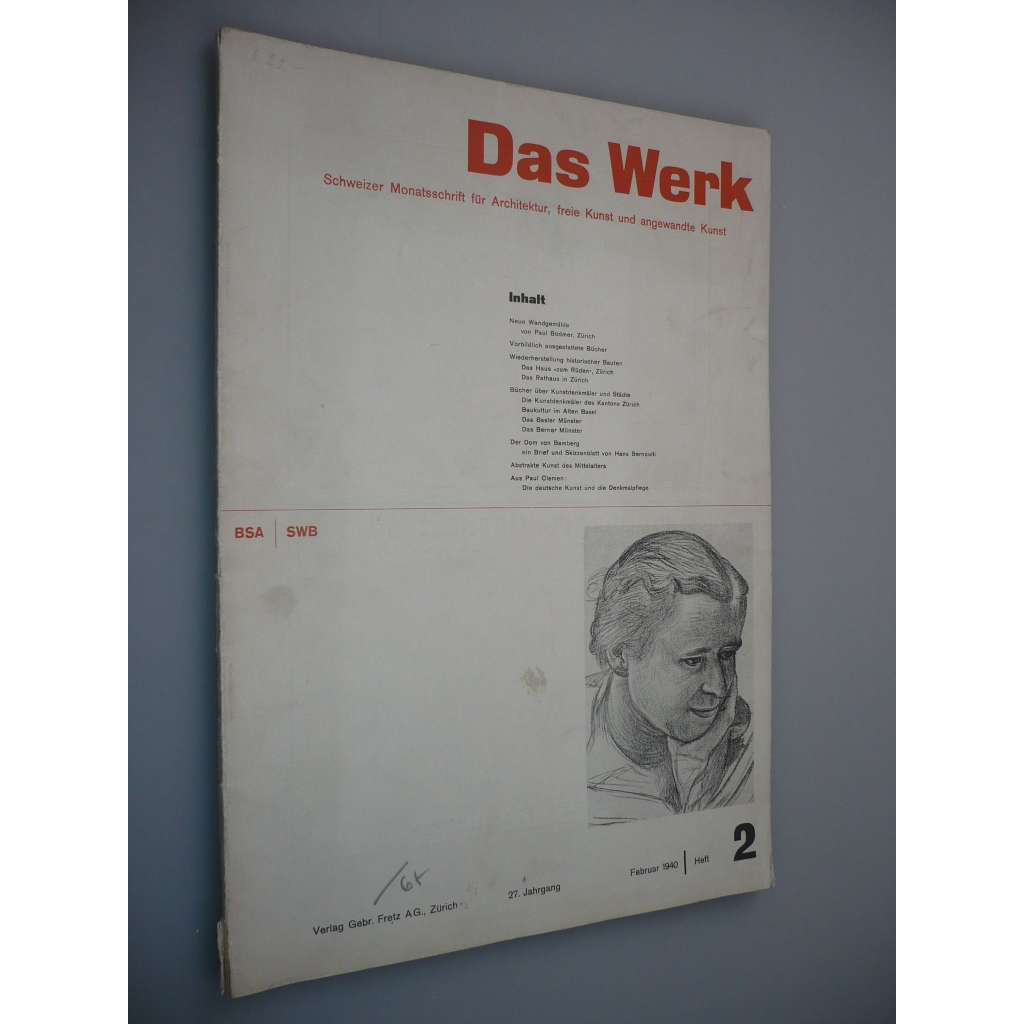 Das Werk
Schweizer Monatsschrift für Architektur, freie Kunst und angewandte Kunst
Inhalt
Neue Wandgemälde
von Paul Bodmer, Zürich
Vorbildlich ausgestattete Bücher
Wiederherstellung historischer Bauten
Das Haus «zum Rüden», Zürich
Das Rathaus in Zürich
Bücher über Kunstdenkmäler und Städte
Die Kunstdenkmäler des Kantons Zürich
Baukultur im Alten Basel
Das Basler Münster
Das Berner Münster
Der Dom von Bamberg
ein Brief und Skizzenblatt von Hans Bernoulli
Abstrakte Kunst des Mittelalters
Aus Paul Clemen:
Die deutsche Kunst und die Denkmalpflege
BSA | SWB
Verlag Gebr. Fretz AG., Zürich
27. Jahrgang
Februar 1940 | Heft 2